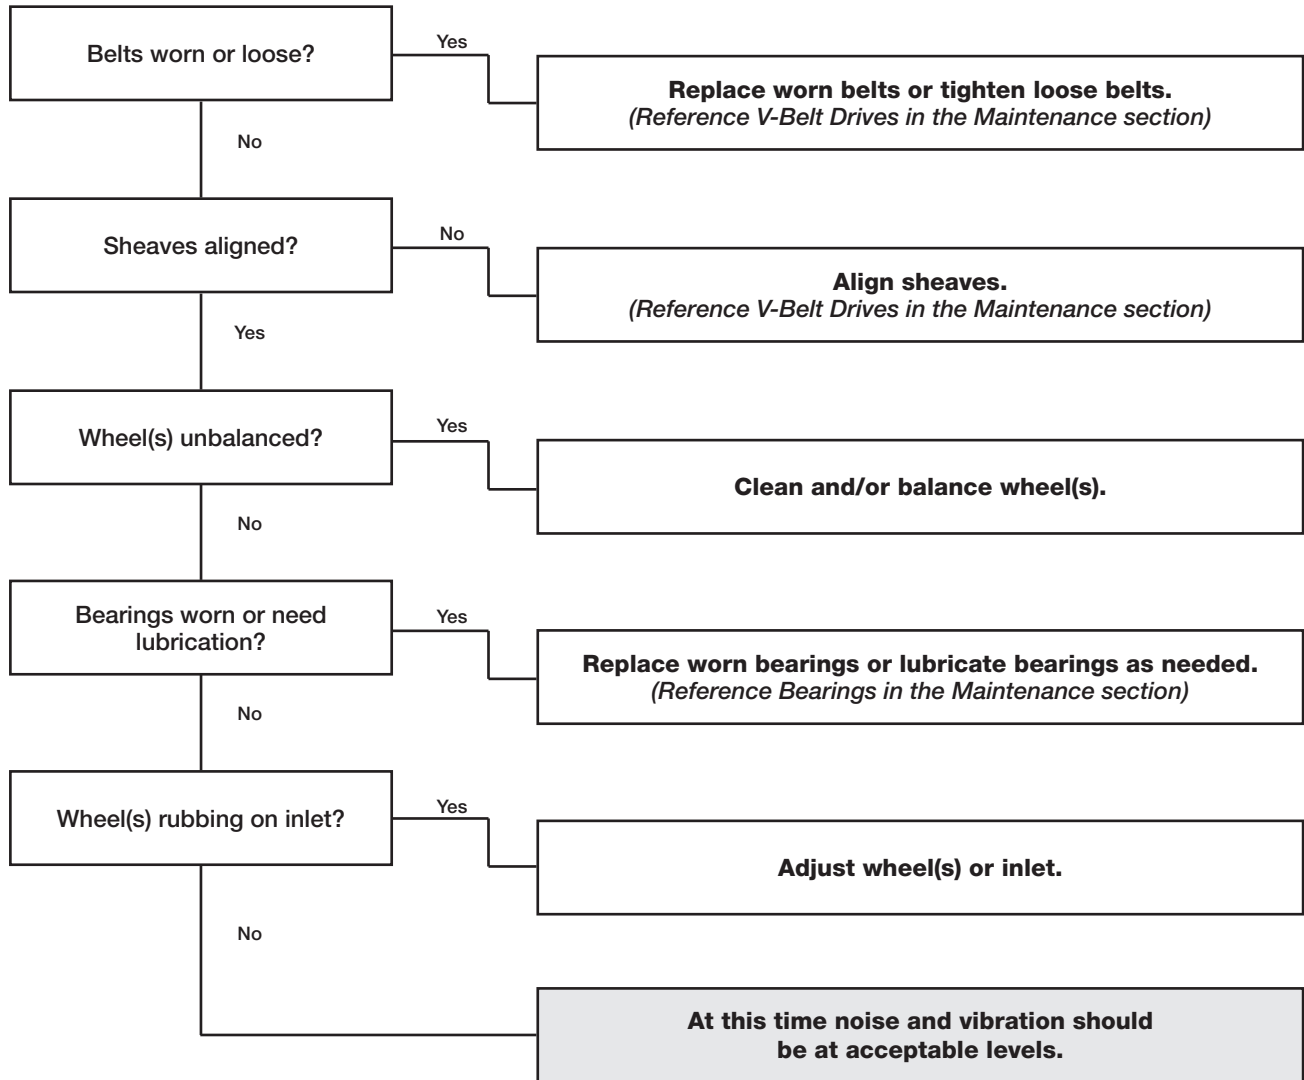 Belts worn or loose?
Yes
Replace worn belts or tighten loose belts.
(Reference V-Belt Drives in the Maintenance section)
No
Sheaves aligned?
No
Align sheaves.
(Reference V-Belt Drives in the Maintenance section)
Yes
Wheel(s) unbalanced?
Yes
Clean and/or balance wheel(s).
No
Bearings worn or need
lubrication?
Yes
Replace worn bearings or lubricate bearings as needed.
(Reference Bearings in the Maintenance section)
No
Wheel(s) rubbing on inlet?
Yes
Adjust wheel(s) or inlet.
No
At this time noise and vibration should
be at acceptable levels.